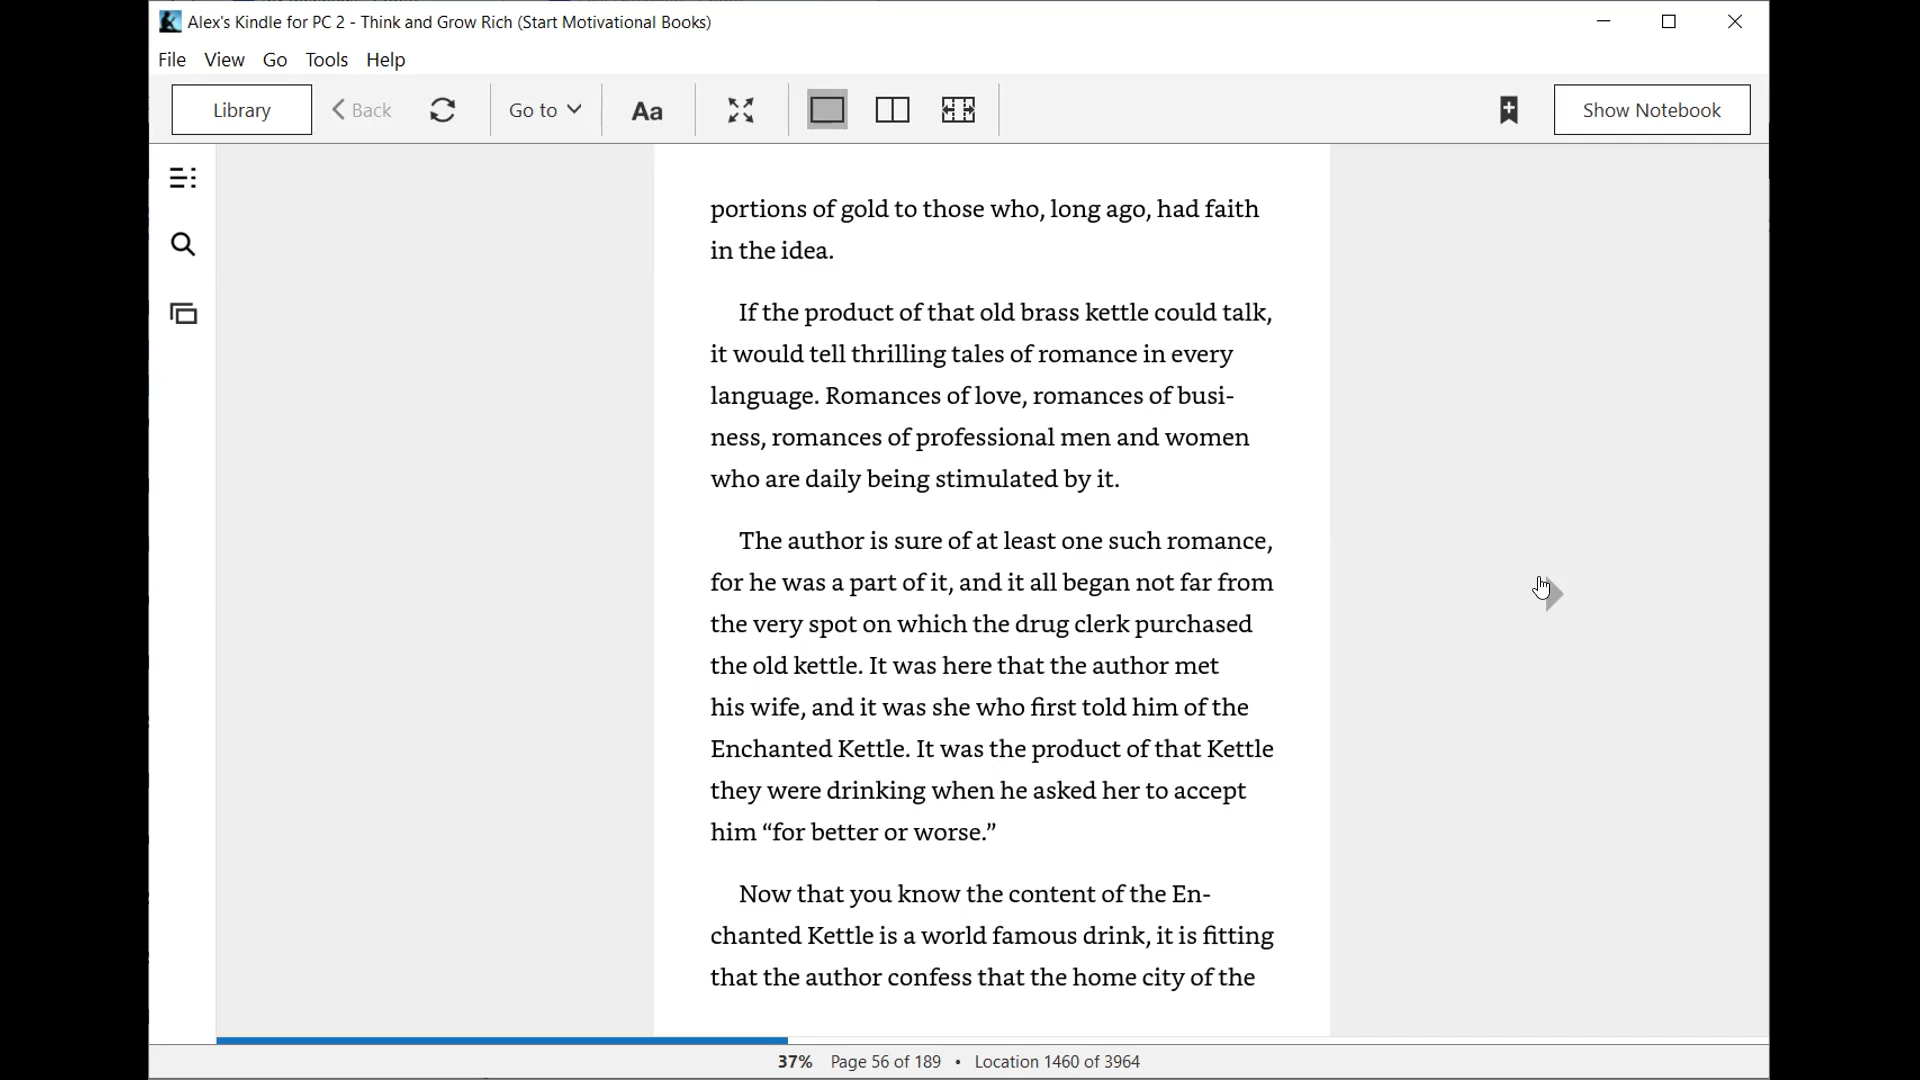 Alex's Kindle for PC 2 - Think and Grow Rich (Start Motivational Books)
File View Go Tools Help
Library Back Go to Aa Show Notebook
portions of gold to those who, long ago, had faith
in the idea.
If the product of that old brass kettle could talk,
it would tell thrilling tales of romance in every
language. Romances of love, romances of busi-
ness, romances of professional men and women
who are daily being stimulated by it.
The author is sure of at least one such romance,
for he was a part of it, and it all began not far from
the very spot on which the drug clerk purchased
the old kettle. It was here that the author met
his wife, and it was she who first told him of the
Enchanted Kettle. It was the product of that Kettle
they were drinking when he asked her to accept
him “for better or worse.”
Now that you know the content of the En-
chanted Kettle is a world famous drink, it is fitting
that the author confess that the home city of the
37% Page 56 of 189 • Location 1460 of 3964